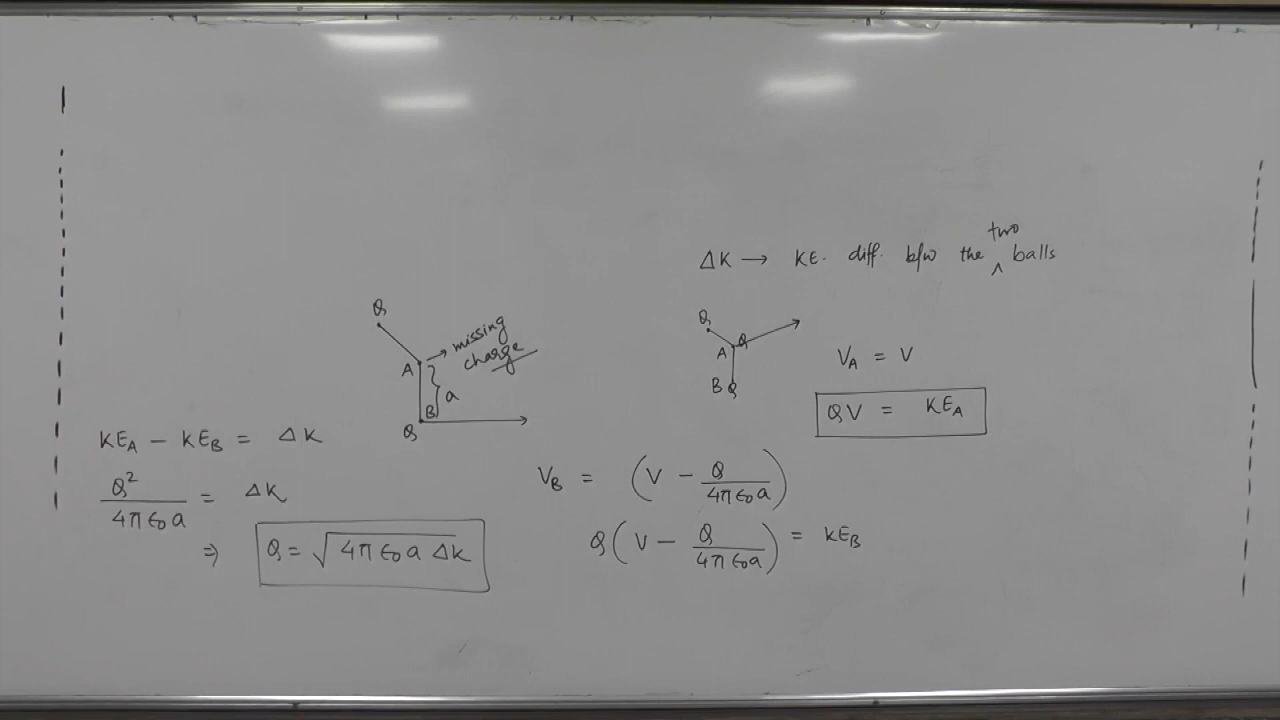 ΔK → KE. diff. b/w the two balls
Q
A → missing charge
a
B
Q
Q
A Q
B Q
V_A = V
QV = KE_A
KE_A − KE_B = ΔK
Q²/4πε₀a = ΔK
⇒ Q = √(4πε₀a ΔK)
V_B = (V − Q/4πε₀a)
Q(V − Q/4πε₀a) = KE_B